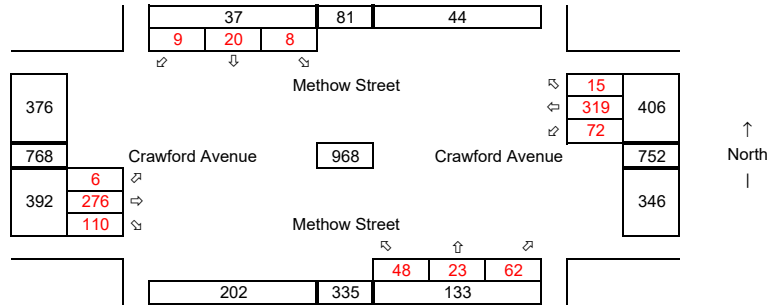 37 81 44
9 20 8
⬃ ⇩ ⬂
Methow Street
376 ⬁ 15 406
⇦ 319
⬃ 72
↑
768 Crawford Avenue 968 Crawford Avenue 752 North
|
392 6 ⬀ 346
276 ⇨
110 ⬂
Methow Street
⬁ ⇧ ⬀
48 23 62
202 335 133